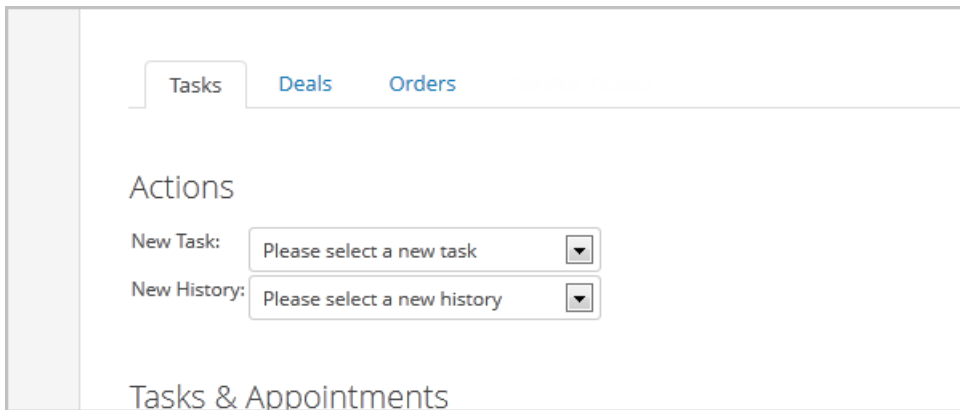 Tasks Deals Orders
Actions
New Task: Please select a new task
New History: Please select a new history
Tasks & Appointments